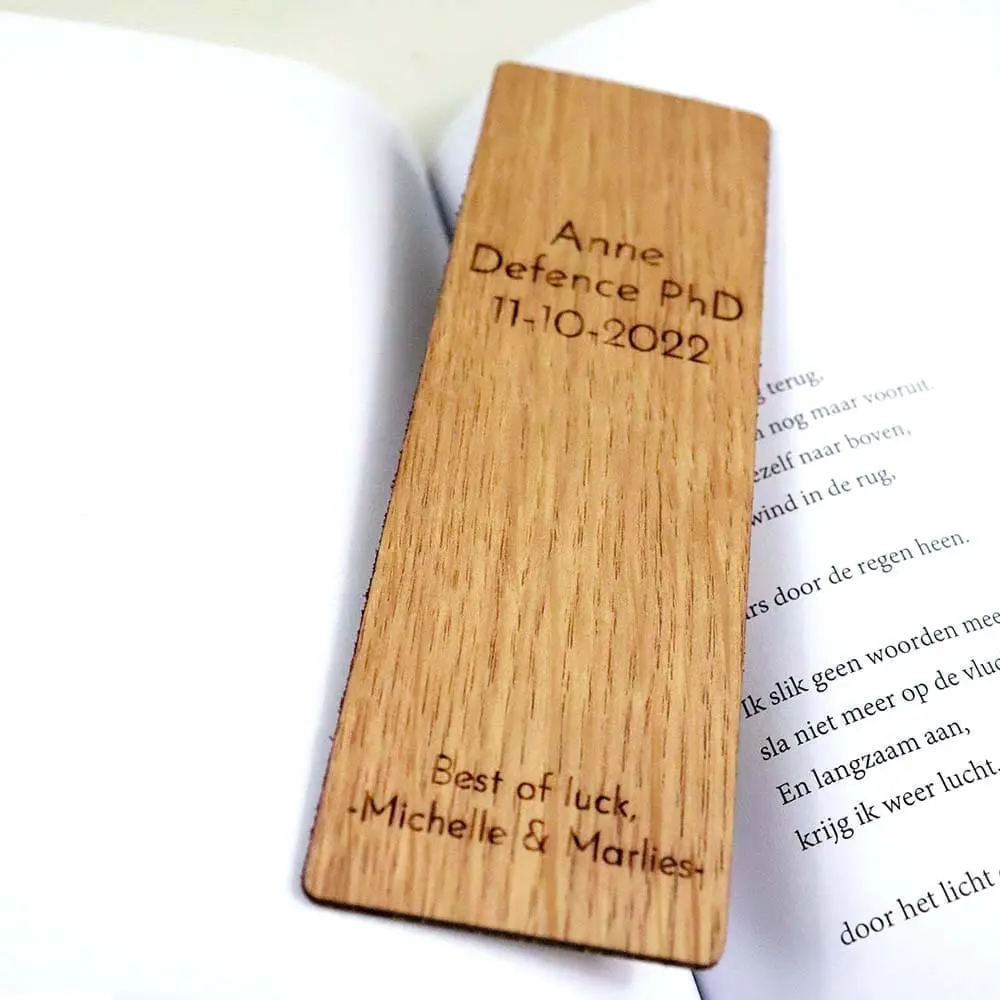 Anne
Defence PhD
11-10-2022
Best of luck,
-Michelle & Marlies-
terug,
nog maar vooruit.
naar boven,
wind in de rug,
door de regen heen.
Ik slik geen woorden
sla niet meer op de
En langzaam aan,
krijg ik weer lucht.
door het licht